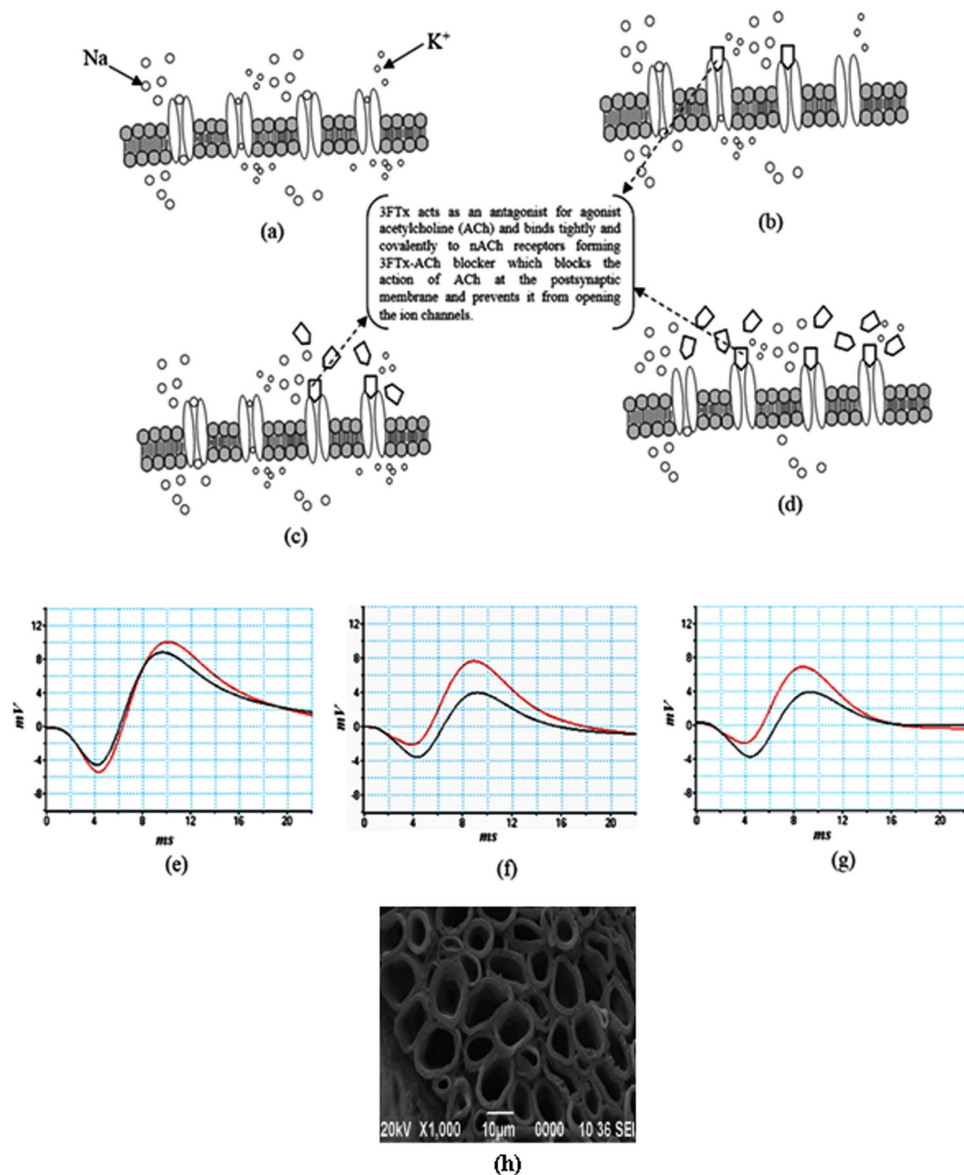 Na
K+
(a)
(b)
3FTx acts as an antagonist for agonist
acetylcholine (ACh) and binds tightly and
covalently to nACh receptors forming
3FTx-ACh blocker which blocks the
action of ACh at the postsynaptic
membrane and prevents it from opening
the ion channels.
(c)
(d)
12
8
4
0
-4
-8
mV
0 4 8 12 16 20
ms
(e)
12
8
4
0
-4
-8
mV
0 4 8 12 16 20
ms
(f)
12
8
4
0
-4
-8
mV
0 4 8 12 16 20
ms
(g)
20kV X1,000 10µm 0000 10 36 SEI
(h)